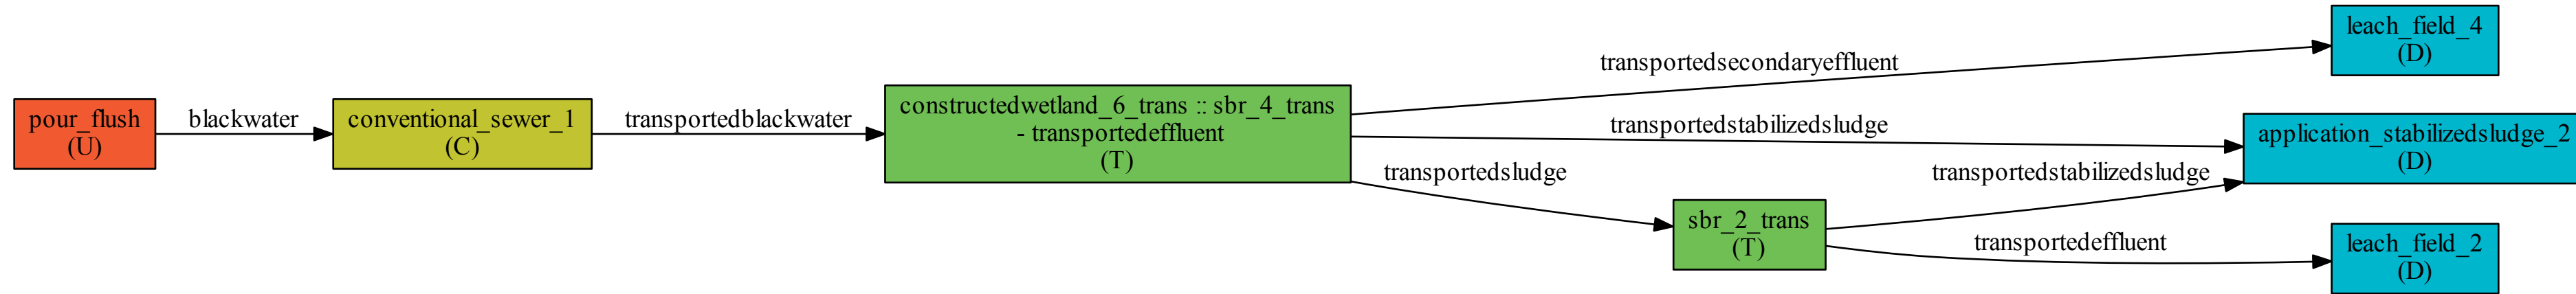 pour_flush
(U)
blackwater
conventional_sewer_1
(C)
transportedblackwater
constructedwetland_6_trans :: sbr_4_trans
- transportedeffluent
(T)
transportedsecondaryeffluent
transportedstabilizedsludge
transportedsludge
sbr_2_trans
(T)
transportedstabilizedsludge
transportedeffluent
leach_field_4
(D)
application_stabilizedsludge_2
(D)
leach_field_2
(D)